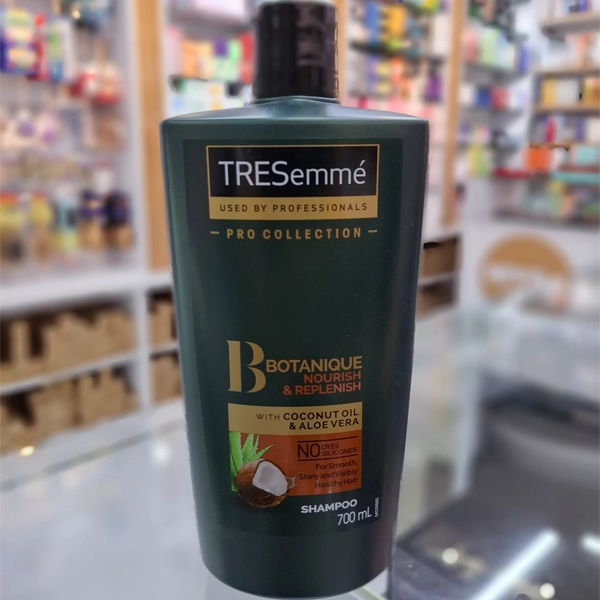 TRESemmé
USED BY PROFESSIONALS
PRO COLLECTION
B BOTANIQUE
NOURISH
& REPLENISH
WITH COCONUT OIL
& ALOE VERA
NO DYES
SILICONES
For Smooth,
Shiny and Visibly
Healthy Hair
SHAMPOO
700 mL